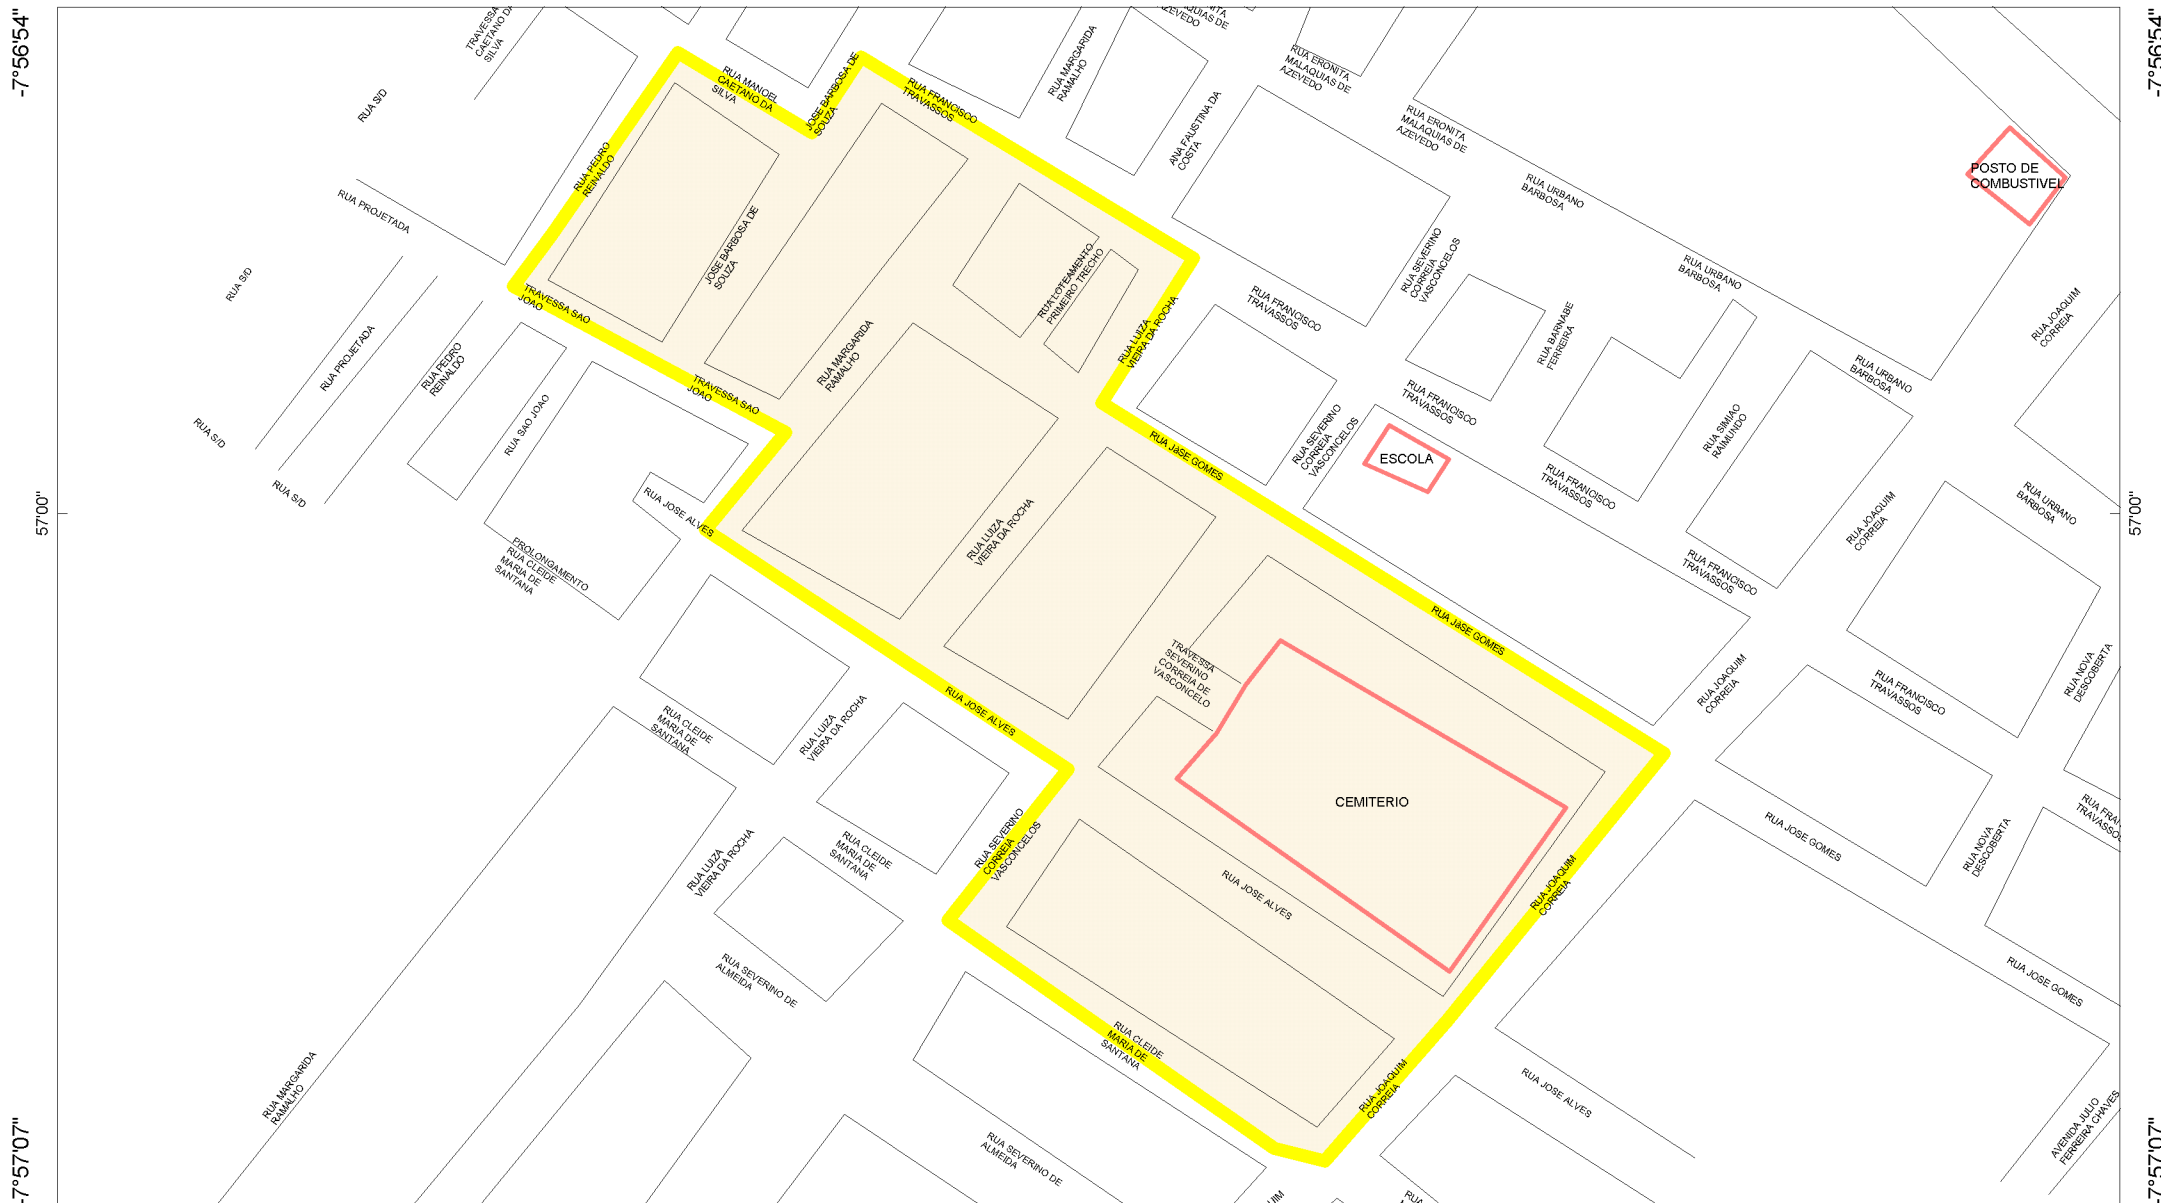 -7°56'54"
-7°56'54"
TRAVESSA
CAETANO DA
SILVA
AZEVEDO
RUA MANOEL
CAETANO DA
SILVA
JOSE BARBOSA DE
SOUZA
RUA FRANCISCO
TRAVASSOS
RUA MARGARIDA
RAMALHO
RUA ERONITA
MALAQUIAS DE
AZEVEDO
RUA ERONITA
MALAQUIAS DE
AZEVEDO
ANA FAUSTINA DA
COSTA
RUA S/D
RUA PEDRO
REINALDO
RUA PROJETADA
RUA URBANO
BARBOSA
POSTO DE
COMBUSTIVEL
RUA S/D
JOSE BARBOSA DE
SOUZA
RUA LOTEAMENTO
PRIMEIRO TRECHO
RUA SEVERINO
CORREIA
VASCONCELOS
RUA URBANO
BARBOSA
RUA JOAQUIM
CORREIA
TRAVESSA SAO
JOAO
RUA LUIZA
VIEIRA DA ROCHA
RUA FRANCISCO
TRAVASSOS
RUA BARNABE
FERREIRA
RUA PROJETADA
RUA PEDRO
REINALDO
RUA MARGARIDA
RAMALHO
TRAVESSA SAO
JOAO
RUA URBANO
BARBOSA
RUA FRANCISCO
TRAVASSOS
RUA S/D
RUA SAO JOAO
RUA SEVERINO
CORREIA
VASCONCELOS
RUA SIMIAO
RAIMUNDO
RUA JàSE GOMES
ESCOLA
RUA FRANCISCO
TRAVASSOS
RUA S/D
RUA JOSE ALVES
RUA LUIZA
VIEIRA DA ROCHA
RUA JOAQUIM
CORREIA
RUA URBANO
BARBOSA
57'00"
57'00"
PROLONGAMENTO
RUA CLEIDE
MARIA DE
SANTANA
RUA FRANCISCO
TRAVASSOS
RUA JàSE GOMES
TRAVESSA
SEVERINO
CORREIA DE
VASCONCELO
RUA JOAQUIM
CORREIA
RUA FRANCISCO
TRAVASSOS
RUA NOVA
DESCOBERTA
RUA JOSE ALVES
RUA CLEIDE
MARIA DE
SANTANA
RUA LUIZA
VIEIRA DA ROCHA
CEMITERIO
RUA SEVERINO
CORREIA
VASCONCELOS
RUA JOSE GOMES
RUA NOVA
DESCOBERTA
RUA LUIZA
VIEIRA DA ROCHA
RUA CLEIDE
MARIA DE
SANTANA
RUA JOSE ALVES
RUA JOAQUIM
CORREIA
RUA SEVERINO DE
ALMEIDA
RUA JOSE GOMES
RUA CLEIDE
MARIA DE
SANTANA
RUA MARGARIDA
RAMALHO
RUA JOAQUIM
CORREIA
RUA JOSE ALVES
AVENIDA JULIO
FERREIRA CHAVES
RUA SEVERINO DE
ALMEIDA
-7°57'07"
-7°57'07"